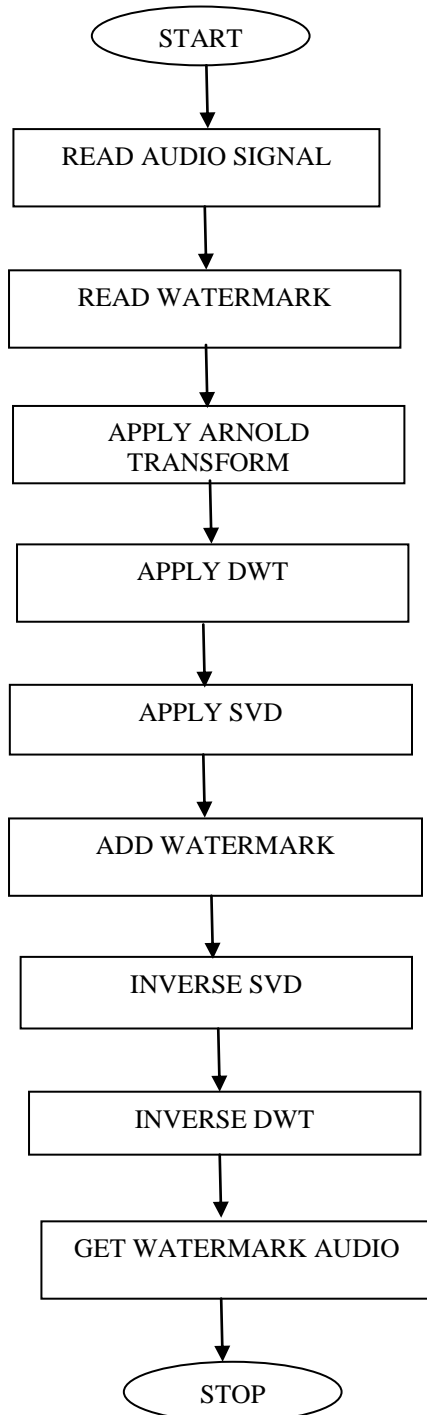 START
READ AUDIO SIGNAL
READ WATERMARK
APPLY ARNOLD
TRANSFORM
APPLY DWT
APPLY SVD
ADD WATERMARK
INVERSE SVD
INVERSE DWT
GET WATERMARK AUDIO
STOP